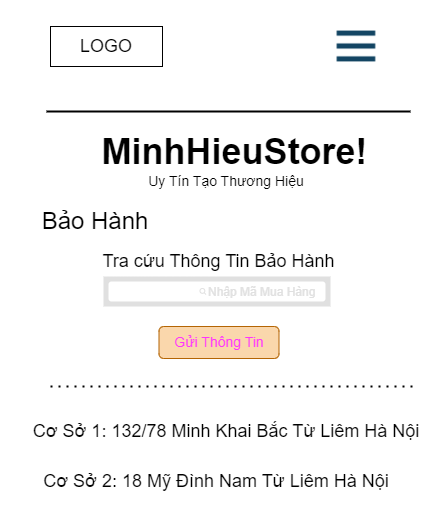 LOGO
MinhHieuStore!
Uy Tín Tạo Thương Hiệu
Bảo Hành
Tra cứu Thông Tin Bảo Hành
Nhập Mã Mua Hàng
Gửi Thông Tin
Cơ Sở 1: 132/78 Minh Khai Bắc Từ Liêm Hà Nội
Cơ Sở 2: 18 Mỹ Đình Nam Từ Liêm Hà Nội